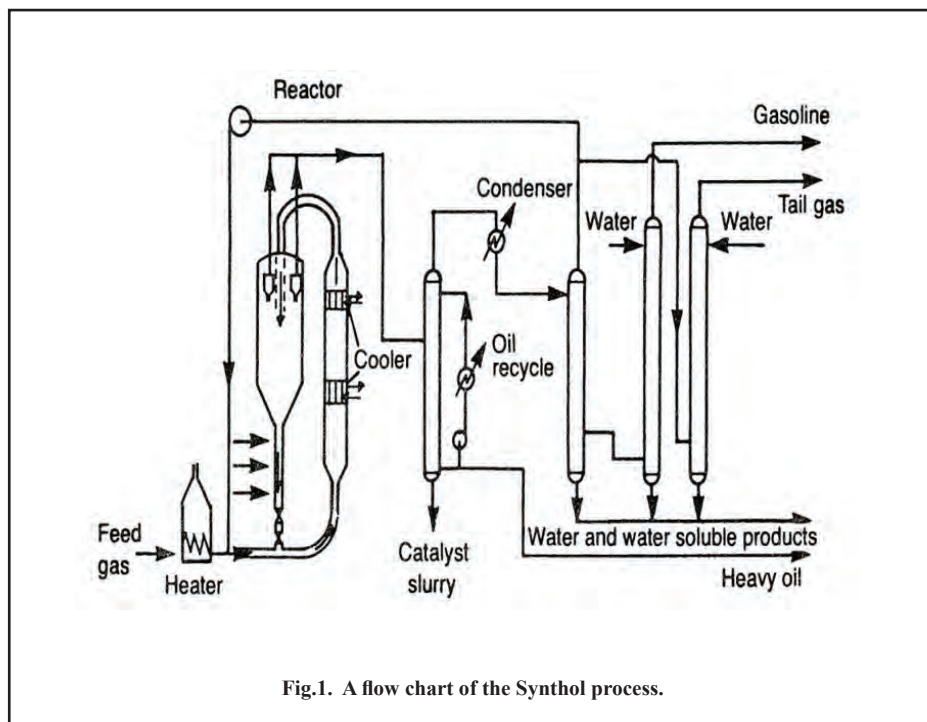 Reactor
Gasoline
Condenser
Tail gas
Water
Water
Oil
recycle
Cooler
Feed
gas
Heater
Catalyst
slurry
Water and water soluble products
Heavy oil
Fig.1. A flow chart of the Synthol process.